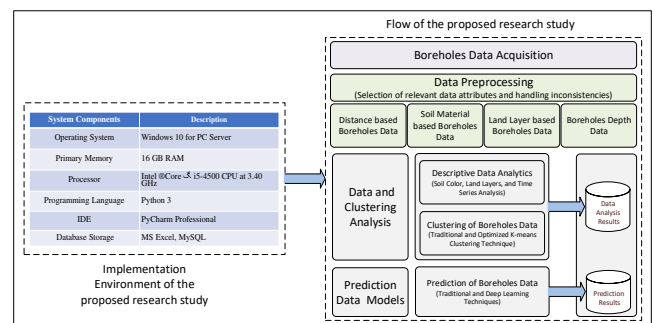 Flow of the proposed research study
Boreholes Data Acquisition
Data Preprocessing
(Selection of relevant data attributes and handling inconsistencies)
Distance based
Boreholes Data
Soil Material
based Boreholes
Data
Land Layer based
Boreholes Data
Boreholes Depth
Data
Data and
Clustering
Analysis
Descriptive Data Analytics
(Soil Color, Land Layers, and Time
Series Analysis)
Clustering of Boreholes Data
(Traditional and Optimized K-means
Clustering Technique)
Data
Analysis
Results
Prediction
Data Models
Prediction of Boreholes Data
(Traditional and Deep Learning
Techniques)
Prediction
Results
System Components Description
Operating System Windows 10 for PC Server
Primary Memory 16 GB RAM
Processor Intel ®Core گ i5-4500 CPU at 3.40
GHz
Programming Language Python 3
IDE PyCharm Professional
Database Storage MS Excel, MySQL
Implementation
Environment of the
proposed research study